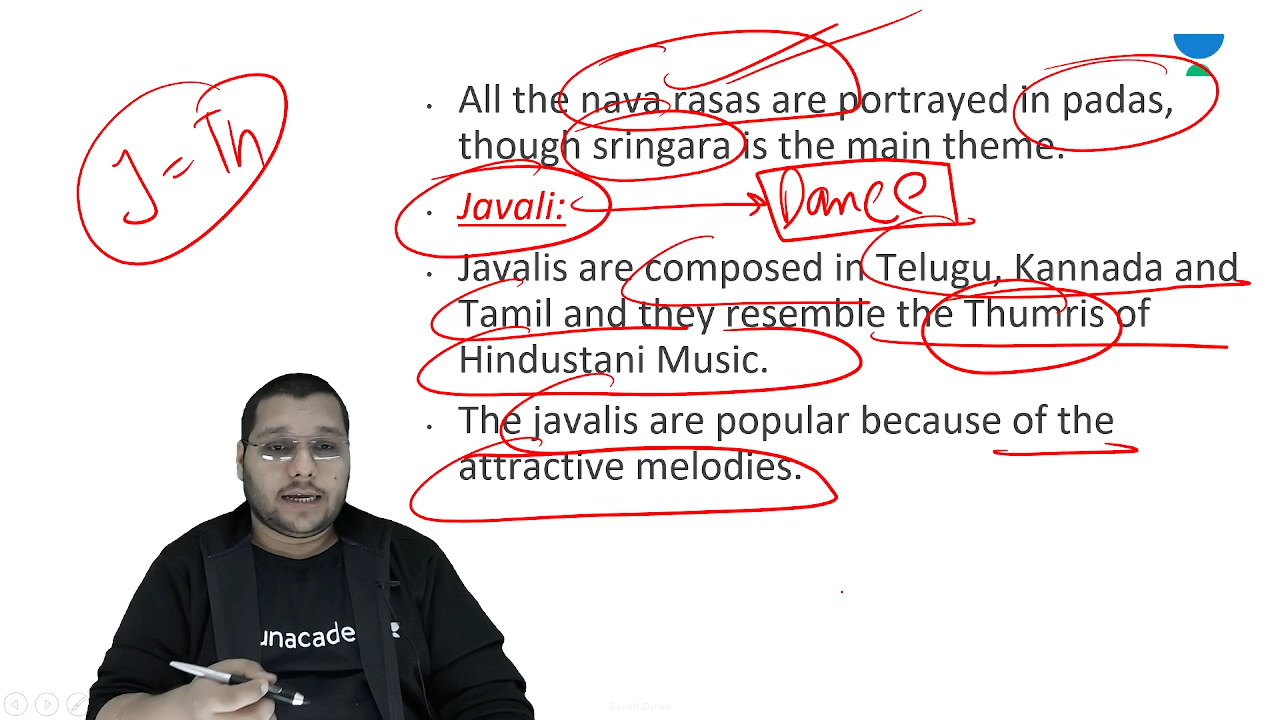 J = Th
All the nava rasas are portrayed in padas,
though sringara is the main theme.
Javali:
Dance
Javalis are composed in Telugu, Kannada and
Tamil and they resemble the Thumris of
Hindustani Music.
The javalis are popular because of the
attractive melodies.
unacade
Scroll Down